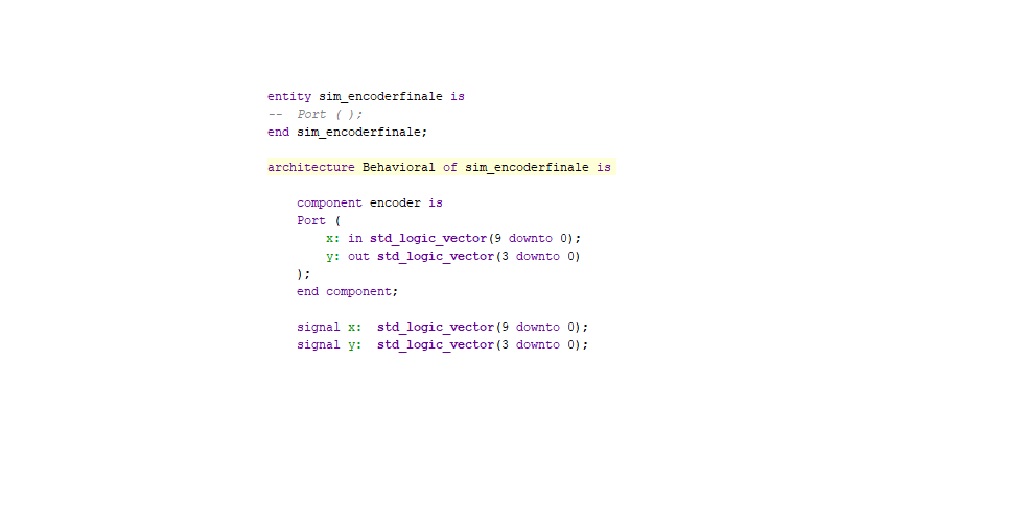 entity sim_encoderfinale is
--  Port ( );
end sim_encoderfinale;
architecture Behavioral of sim_encoderfinale is
component encoder is
Port (
x: in std_logic_vector(9 downto 0);
y: out std_logic_vector(3 downto 0)
);
end component;
signal x:  std_logic_vector(9 downto 0);
signal y:  std_logic_vector(3 downto 0);